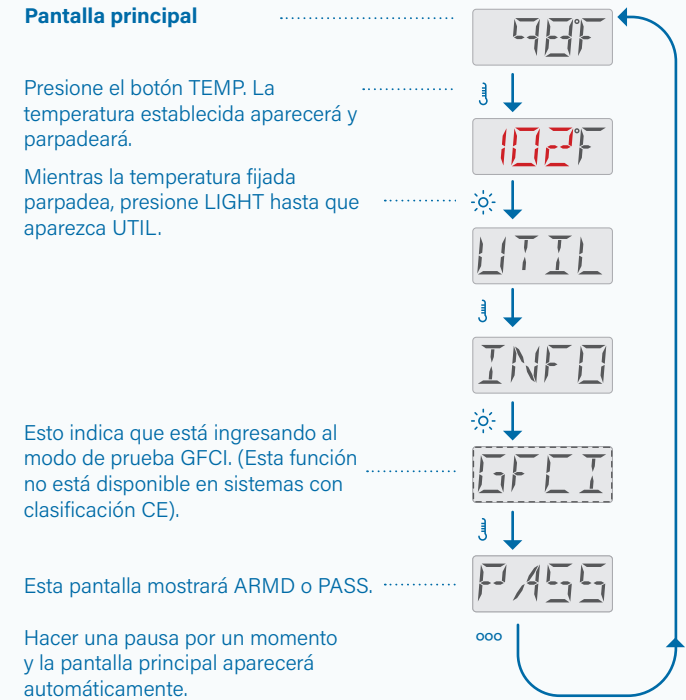 Pantalla principal
98°F
Presione el botón TEMP. La
temperatura establecida aparecerá y
parpadeará.
102°F
Mientras la temperatura fijada
parpadea, presione LIGHT hasta que
aparezca UTIL.
UTIL
INFO
Esto indica que está ingresando al
modo de prueba GFCI. (Esta función
no está disponible en sistemas con
clasificación CE).
GFCI
Esta pantalla mostrará ARMD o PASS.
PASS
Hacer una pausa por un momento
y la pantalla principal aparecerá
automáticamente.